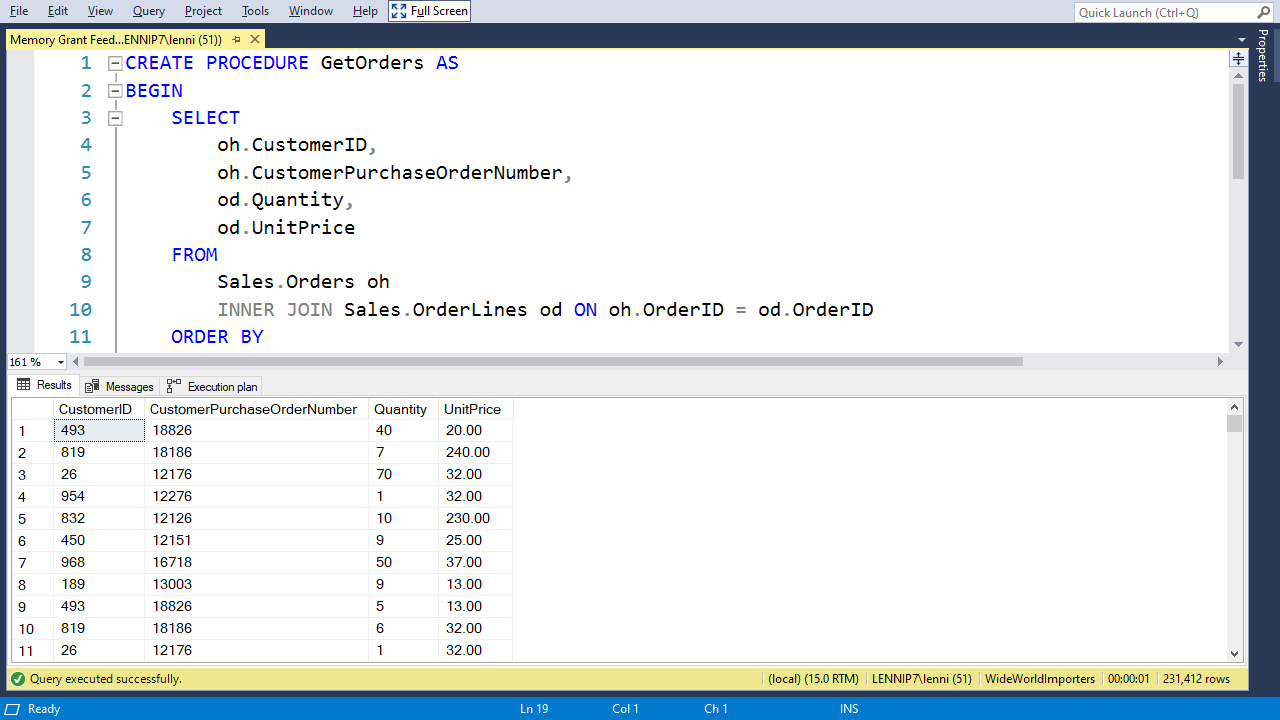 File Edit View Query Project Tools Window Help Full Screen
Quick Launch (Ctrl+Q)
Memory Grant Feed...ENNIP7\lenni (51))
Properties
1 CREATE PROCEDURE GetOrders AS
2 BEGIN
3 SELECT
4 oh.CustomerID,
5 oh.CustomerPurchaseOrderNumber,
6 od.Quantity,
7 od.UnitPrice
8 FROM
9 Sales.Orders oh
10 INNER JOIN Sales.OrderLines od ON oh.OrderID = od.OrderID
11 ORDER BY
161 %
Results Messages Execution plan
CustomerID CustomerPurchaseOrderNumber Quantity UnitPrice
1 493 18826 40 20.00
2 819 18186 7 240.00
3 26 12176 70 32.00
4 954 12276 1 32.00
5 832 12126 10 230.00
6 450 12151 9 25.00
7 968 16718 50 37.00
8 189 13003 9 13.00
9 493 18826 5 13.00
10 819 18186 6 32.00
11 26 12176 1 32.00
Query executed successfully. (local) (15.0 RTM) LENNIP7\lenni (51) WideWorldImporters 00:00:01 231,412 rows
Ready Ln 19 Col 1 Ch 1 INS